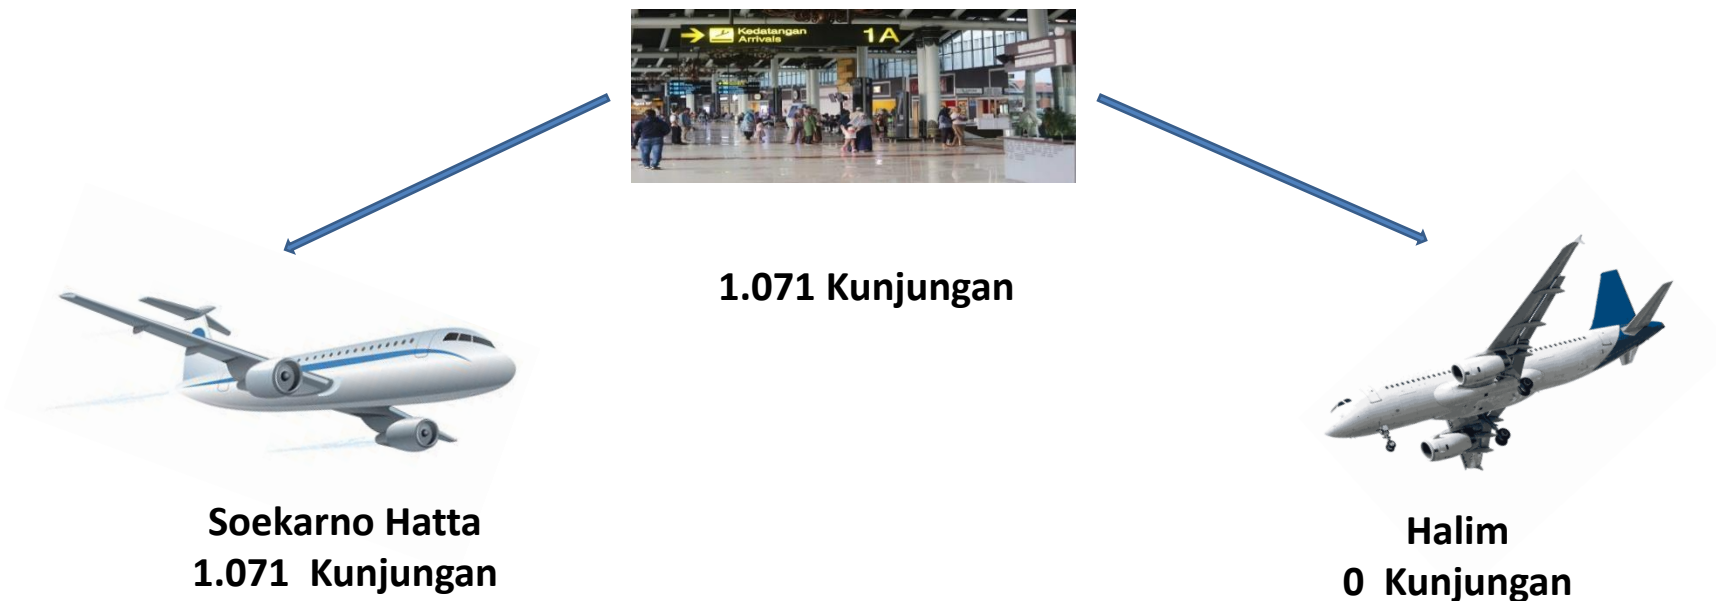 Kedatangan
Arrivals
1A
1.071 Kunjungan
Soekarno Hatta
1.071 Kunjungan
Halim
0 Kunjungan